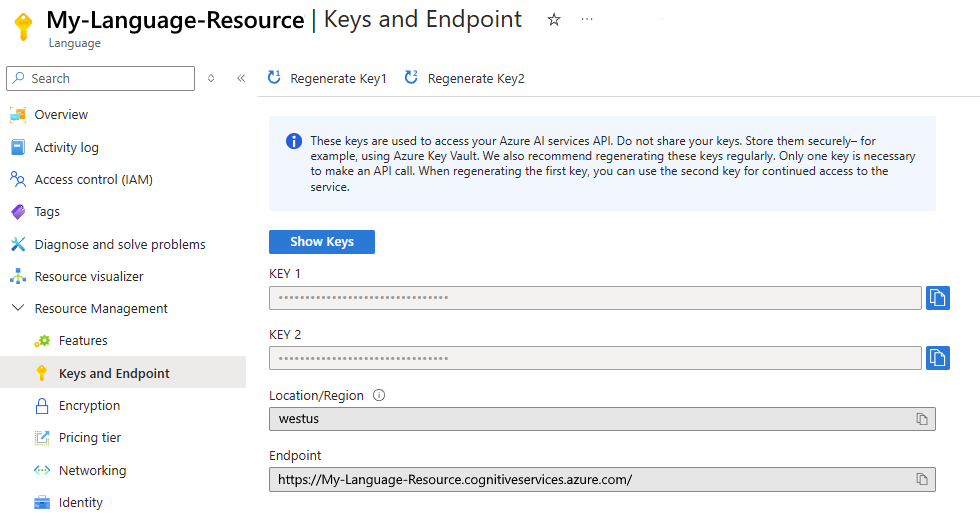 My-Language-Resource | Keys and Endpoint
Language
Search
Regenerate Key1
Regenerate Key2
Overview
Activity log
Access control (IAM)
Tags
Diagnose and solve problems
Resource visualizer
Resource Management
Features
Keys and Endpoint
Encryption
Pricing tier
Networking
Identity
These keys are used to access your Azure AI services API. Do not share your keys. Store them securely– for
example, using Azure Key Vault. We also recommend regenerating these keys regularly. Only one key is necessary
to make an API call. When regenerating the first key, you can use the second key for continued access to the
service.
Show Keys
KEY 1
KEY 2
Location/Region
westus
Endpoint
https://My-Language-Resource.cognitiveservices.azure.com/